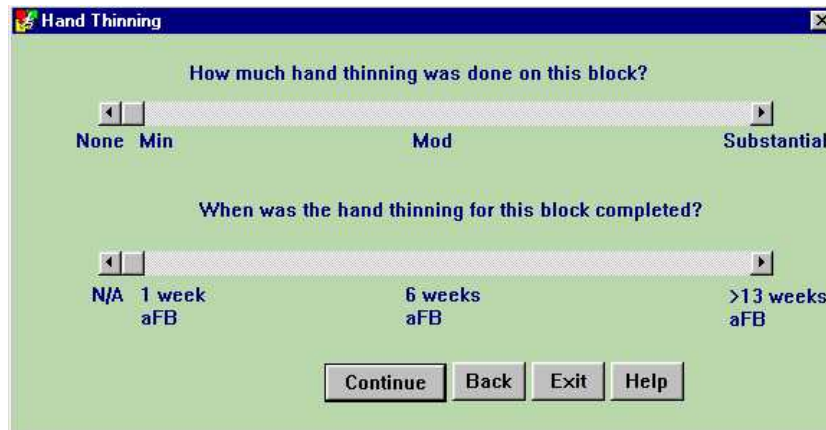 Hand Thinning
How much hand thinning was done on this block?
None Min Mod Substantial
When was the hand thinning for this block completed?
N/A 1 week 6 weeks >13 weeks
aFB aFB aFB
Continue Back Exit Help